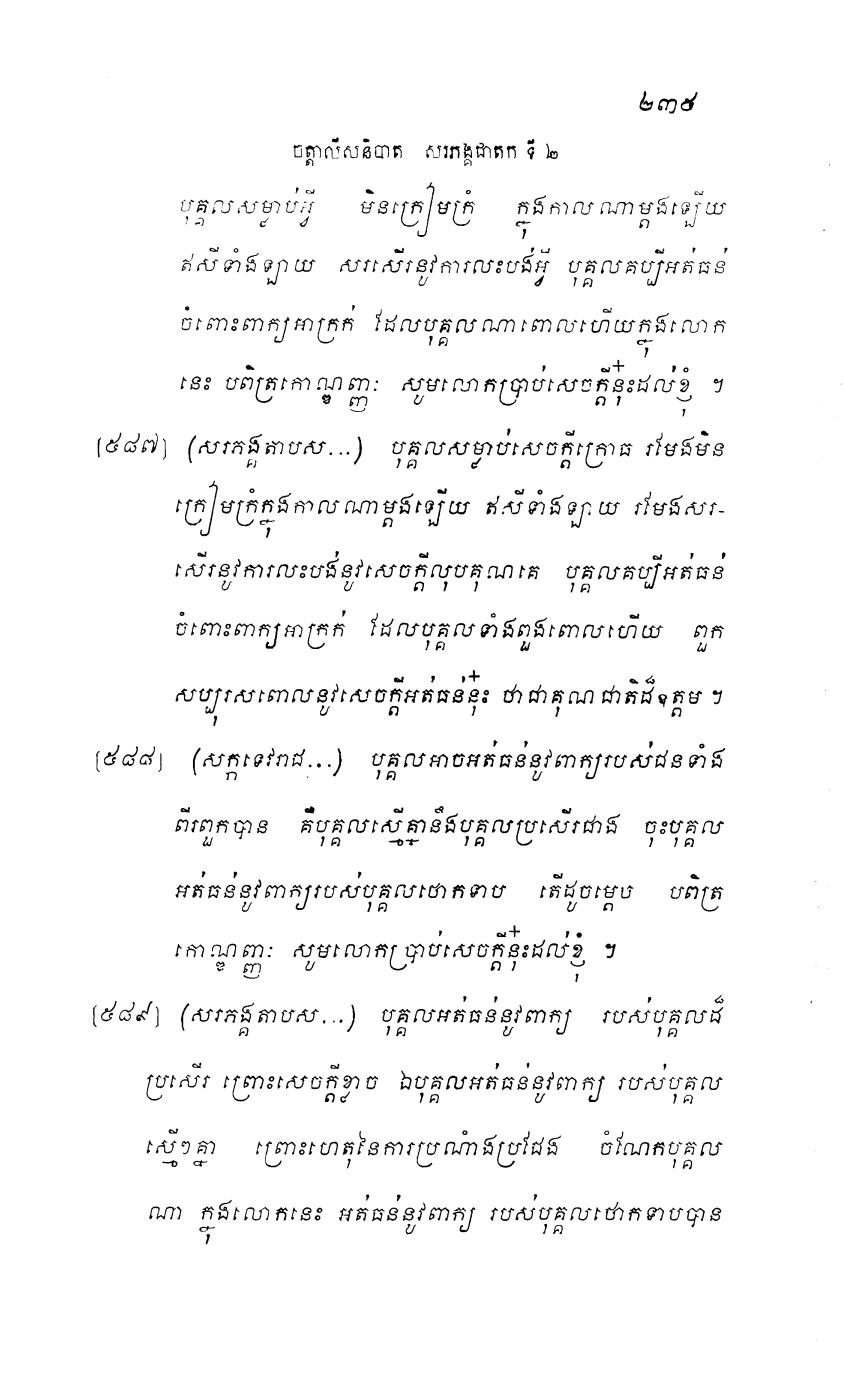 ២៣៥
ចត្តាលីសនិបាត សរភង្គជាតក ទី ២
បុគ្គលសម្លាប់អ្វី មិនក្រៀមក្រំ ក្នុងកាលណាម្តងឡើយ
ឥសីទាំងឡាយ សរសើរនូវការលះបង់អ្វី បុគ្គលគប្បីអត់ធន់
ចំពោះពាក្យអាក្រក់ ដែលបុគ្គលណាពោលហើយក្នុងលោក
នេះ បពិត្រកោណ្ឌញ្ញៈ សូមលោកប្រាប់សេចក្តីនុ៎ះដល់ខ្ញុំ ។
[៥៨៧] (សរភង្គតាបស...) បុគ្គលសម្លាប់សេចក្តីក្រោធ រមែងមិន
ក្រៀមក្រំក្នុងកាលណាម្តងឡើយ ឥសីទាំងឡាយ រមែងសរ-
សើរនូវការលះបង់នូវសេចក្តីលុបគុណគេ បុគ្គលគប្បីអត់ធន់
ចំពោះពាក្យអាក្រក់ ដែលបុគ្គលទាំងពួងពោលហើយ ពួក
សប្បុរសពោលនូវសេចក្តីអត់ធន់នុ៎ះ ថាជាគុណជាតិដ៏ឧត្តម ។
[៥៨៨] (សក្កទេវរាជ...) បុគ្គលអាចអត់ធន់នូវពាក្យរបស់ជនទាំង
ពីរពួកបាន គឺបុគ្គលស្មើគ្នានឹងបុគ្គលប្រសើរជាង ចុះបុគ្គល
អត់ធន់នូវពាក្យរបស់បុគ្គលថោកទាប តើដូចម្តេច បពិត្រ
កោណ្ឌញ្ញៈ សូមលោកប្រាប់សេចក្តីនុ៎ះដល់ខ្ញុំ ។
[៥៨៩] (សរភង្គតាបស...) បុគ្គលអត់ធន់នូវពាក្យ របស់បុគ្គលដ៏
ប្រសើរ ព្រោះសេចក្តីខ្លាច ឯបុគ្គលអត់ធន់នូវពាក្យ របស់បុគ្គល
ស្មើៗគ្នា ព្រោះហេតុនៃការប្រណាំងប្រជែង ចំណែកបុគ្គល
ណា ក្នុងលោកនេះ អត់ធន់នូវពាក្យ របស់បុគ្គលថោកទាបបាន